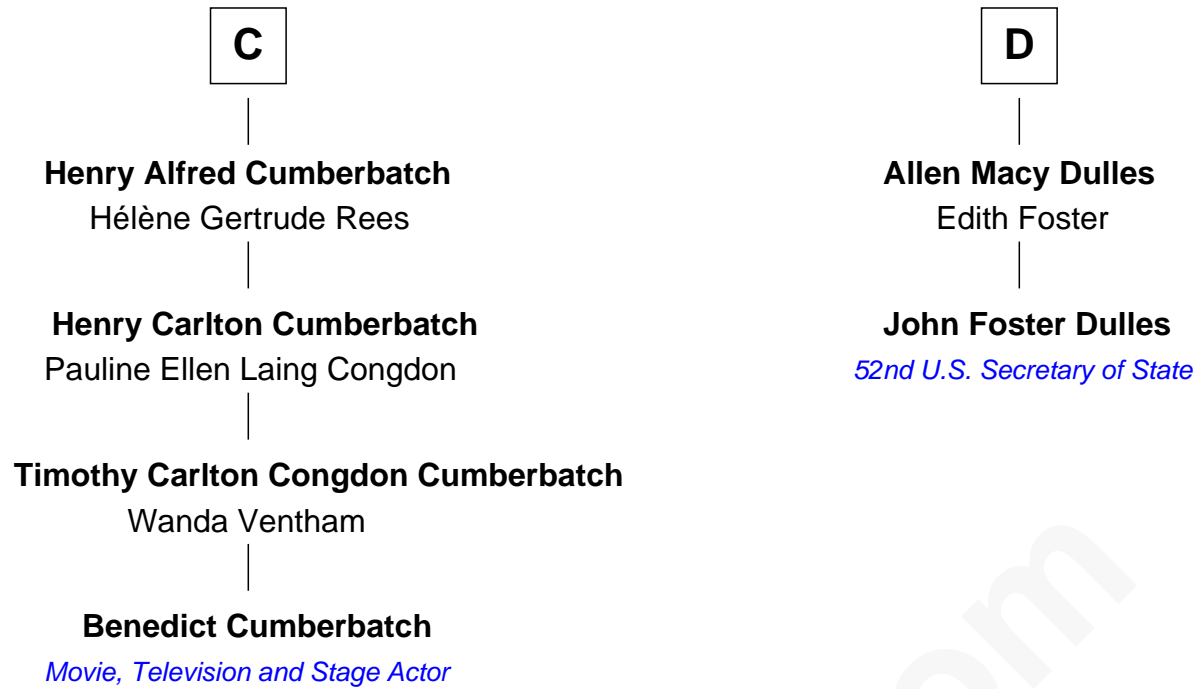 C
Henry Alfred Cumberbatch
Hélène Gertrude Rees
Henry Carlton Cumberbatch
Pauline Ellen Laing Congdon
Timothy Carlton Congdon Cumberbatch
Wanda Ventham
Benedict Cumberbatch
Movie, Television and Stage Actor
D
Allen Macy Dulles
Edith Foster
John Foster Dulles
52nd U.S. Secretary of State
om